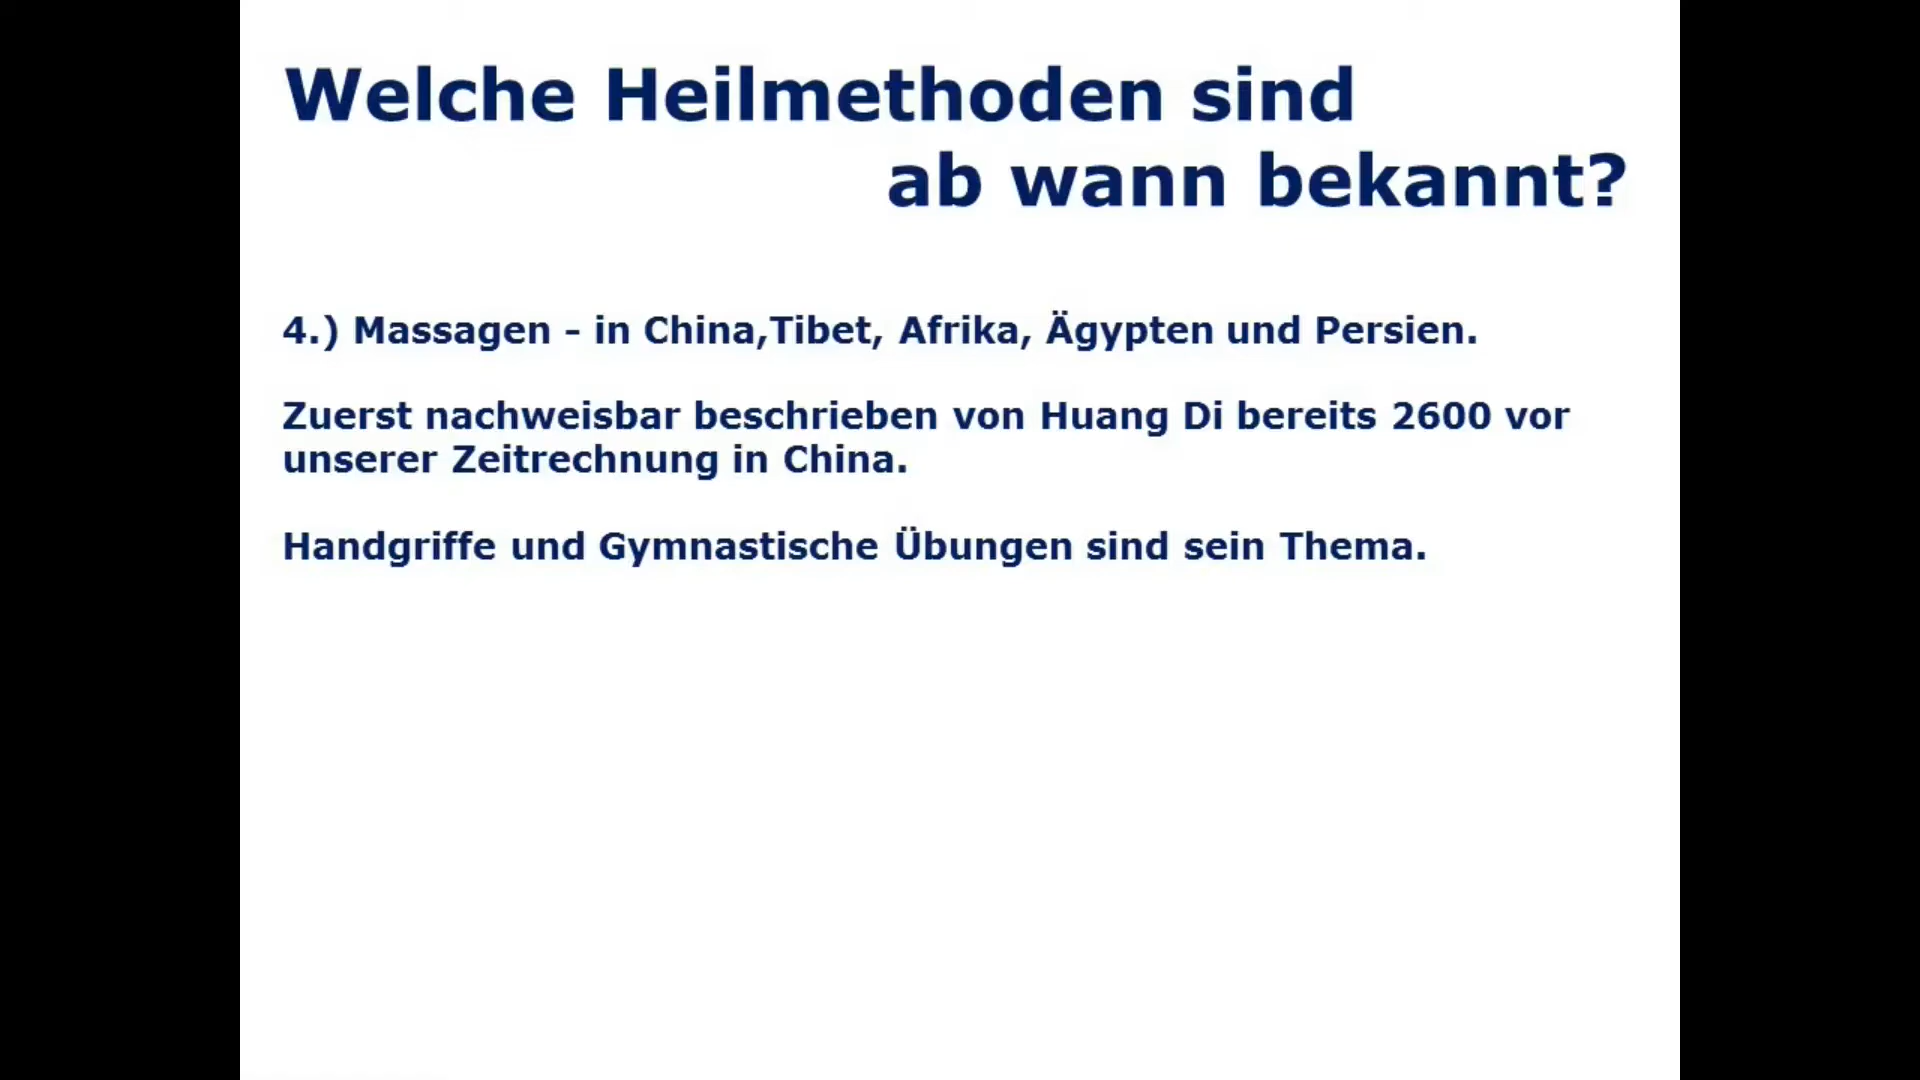 Welche Heilmethoden sind
ab wann bekannt?
4.) Massagen - in China,Tibet, Afrika, Ägypten und Persien.
Zuerst nachweisbar beschrieben von Huang Di bereits 2600 vor
unserer Zeitrechnung in China.
Handgriffe und Gymnastische Übungen sind sein Thema.